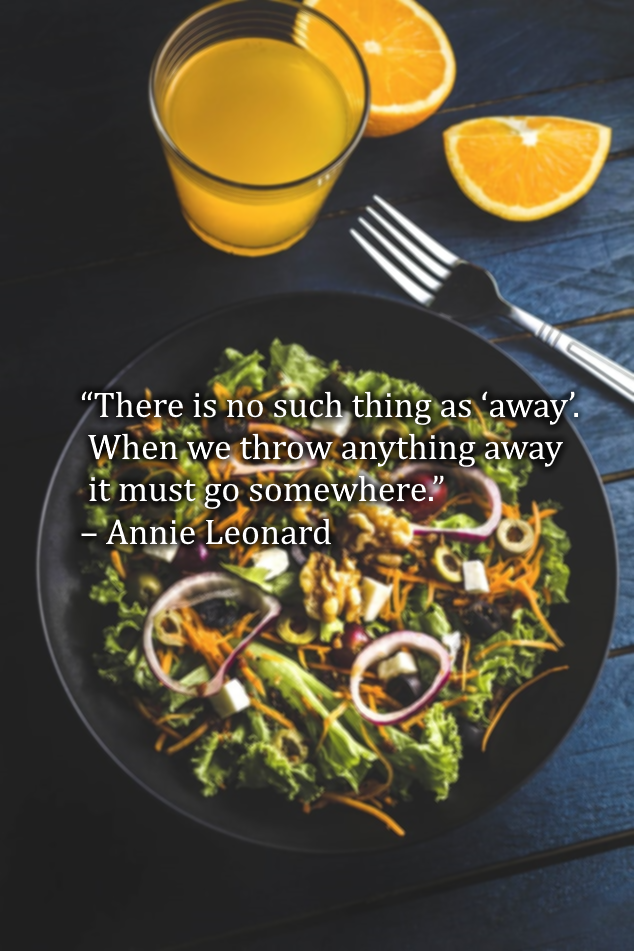 “There is no such thing as ‘away’.
When we throw anything away
it must go somewhere.”
– Annie Leonard